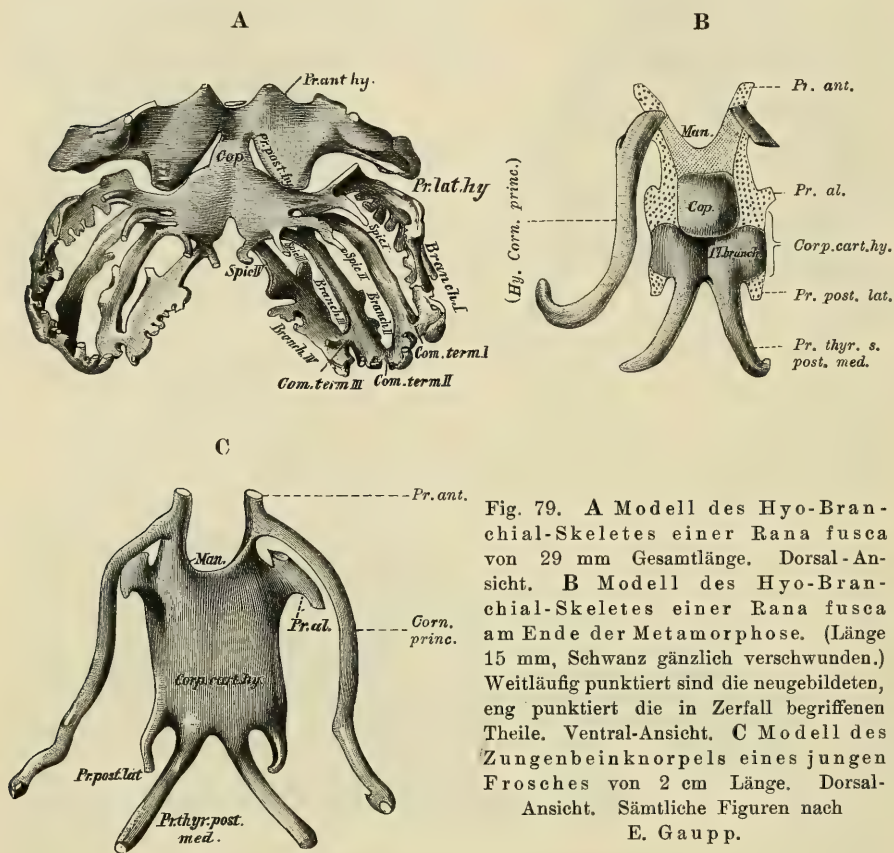 A
Pr.ant hy.
Cop.
Pr.post.hy.
Pr.lat.hy
Spic.I
Spic.II
Spic.III
Spic.IV
Branch.I
Branch.II
Branch.III
Branch.IV
Com.term.I
Com.term.II
Com.term III
B
Pr. ant.
Man.
Pr. al.
Cop.
(Hy. Corn. princ.)
Corp.cart.hy.
Pl.branch.
Pr. post. lat.
Pr. thyr. s.
post. med.
C
Pr.ant.
Man.
Pr.al.
Corn.
princ.
Corp.cart.hy.
Pr.post.lat
Pr.thyr.post.
med.
Fig. 79. A Modell des Hyo-Bran-
chial-Skeletes einer Rana fusca
von 29 mm Gesamtlänge. Dorsal-An-
sicht. B Modell des Hyo-Bran-
chial-Skeletes einer Rana fusca
am Ende der Metamorphose. (Länge
15 mm, Schwanz gänzlich verschwunden.)
Weitläufig punktiert sind die neugebildeten,
eng punktiert die in Zerfall begriffenen
Theile. Ventral-Ansicht. C Modell des
Zungenbeinknorpels eines jungen
Frosches von 2 cm Länge. Dorsal-
Ansicht. Sämtliche Figuren nach
E. Gaupp.